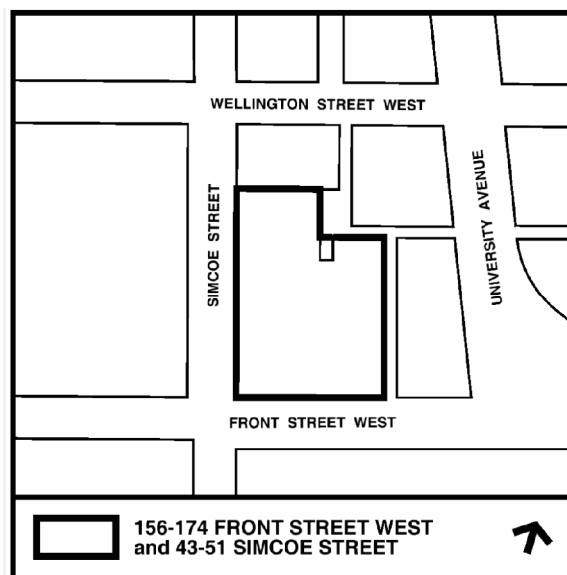 WELLINGTON STREET WEST
SIMCOE STREET
UNIVERSITY AVENUE
FRONT STREET WEST
156-174 FRONT STREET WEST
and 43-51 SIMCOE STREET